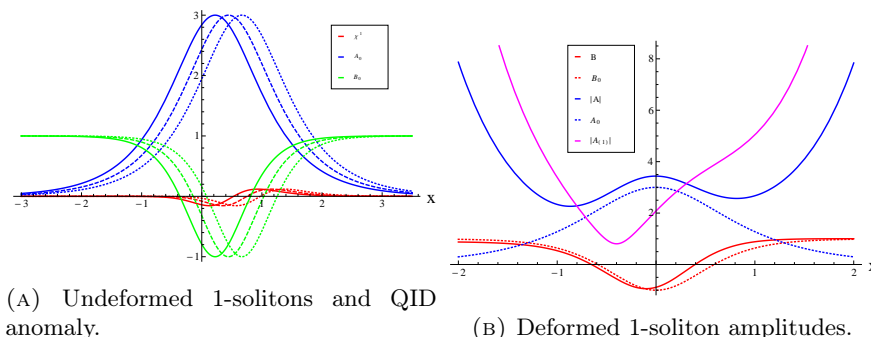 3
2
1
-1
-3
-2
-1
1
2
3
x
χ¹
A₀
B₀
(A) Undeformed 1-solitons and QID
anomaly.
8
6
4
2
-2
-1
0
1
2
B
B₀
|A|
A₀
|A₍₁₎|
(B) Deformed 1-soliton amplitudes.